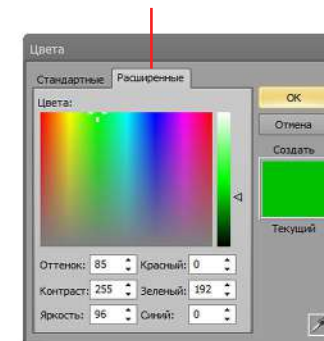 Цвета
Стандартные Расширенные
Цвета:
OK
Отмена
Создать
Текущий
Оттенок: 85 Красный: 0
Контраст: 255 Зеленый: 192
Яркость: 96 Синий: 0